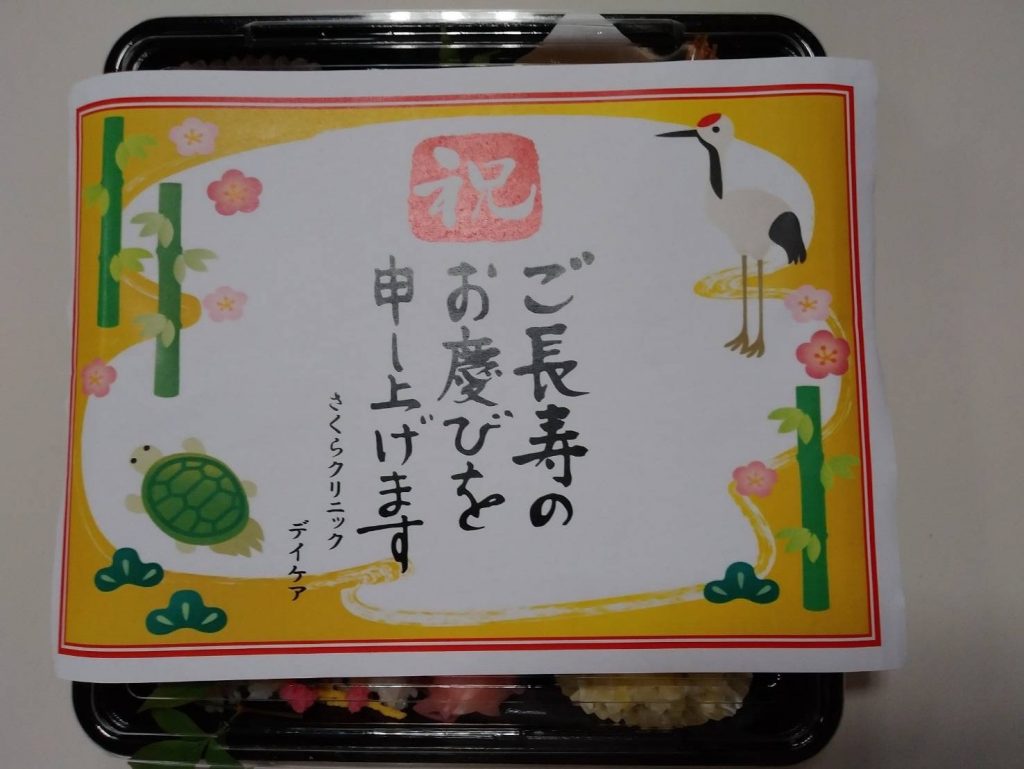 祝
ご長寿の
お慶びを
申し上げます
さくらクリニック
デイケア